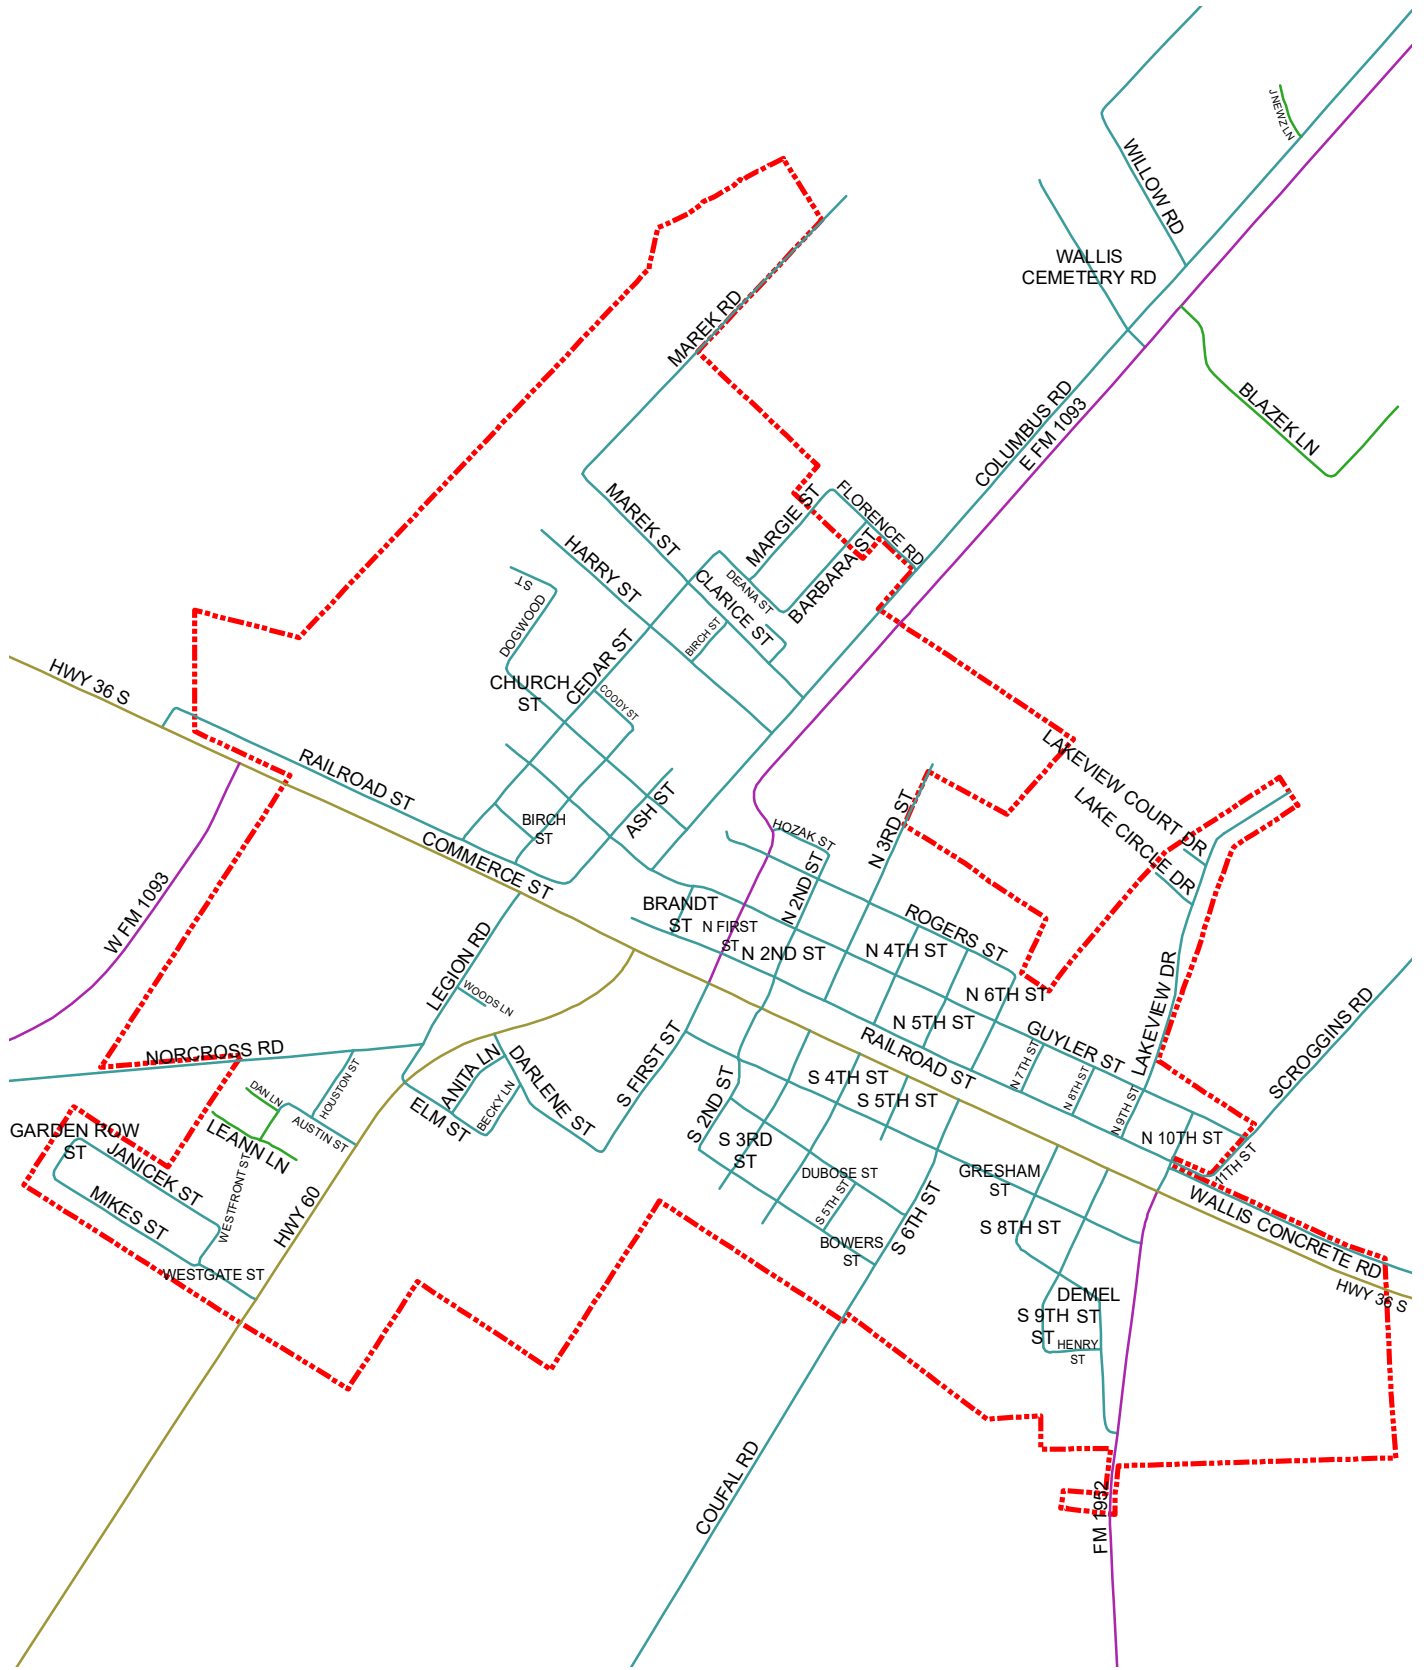 J NEWZ LN
WILLOW RD
WALLIS
CEMETERY RD
MAREK RD
COLUMBUS RD
E FM 1093
BLAZEK LN
MAREK ST
MARGIE ST
FLORENCE RD
HARRY ST
BARBARA ST
DEANA ST
CLARICE ST
ST
DOGWOOD
BIRCH ST
CEDAR ST
HWY 36 S
CHURCH
ST
COODY ST
LAKEVIEW COURT DR
LAKE CIRCLE DR
RAILROAD ST
BIRCH
ST
ASH ST
HOZAK ST
N 3RD ST
COMMERCE ST
N 2ND ST
W FM 1093
BRANDT
ST
N FIRST
ST
ROGERS ST
N 2ND ST
N 4TH ST
LEGION RD
WOODS LN
N 6TH ST
N 5TH ST
GUYLER ST
LAKEVIEW DR
SCROGGINS RD
NORCROSS RD
RAILROAD ST
N 7TH ST
N 8TH ST
N 9TH ST
ANITA LN
DARLENE ST
S FIRST ST
S 2ND ST
S 4TH ST
S 5TH ST
DAN LN
HOUSTON ST
AUSTIN ST
BECKY LN
ELM ST
GARDEN ROW
ST
LEANN LN
JANICEK ST
S 3RD
ST
N 10TH ST
11TH ST
WESTFRONT ST
DUBOSE ST
GRESHAM
ST
MIKES ST
S 5TH ST
S 6TH ST
S 8TH ST
WALLIS CONCRETE RD
HWY 60
BOWERS
ST
WESTGATE ST
HWY 36 S
DEMEL
ST
S 9TH
ST
HENRY
ST
COUFAL RD
FM 1952